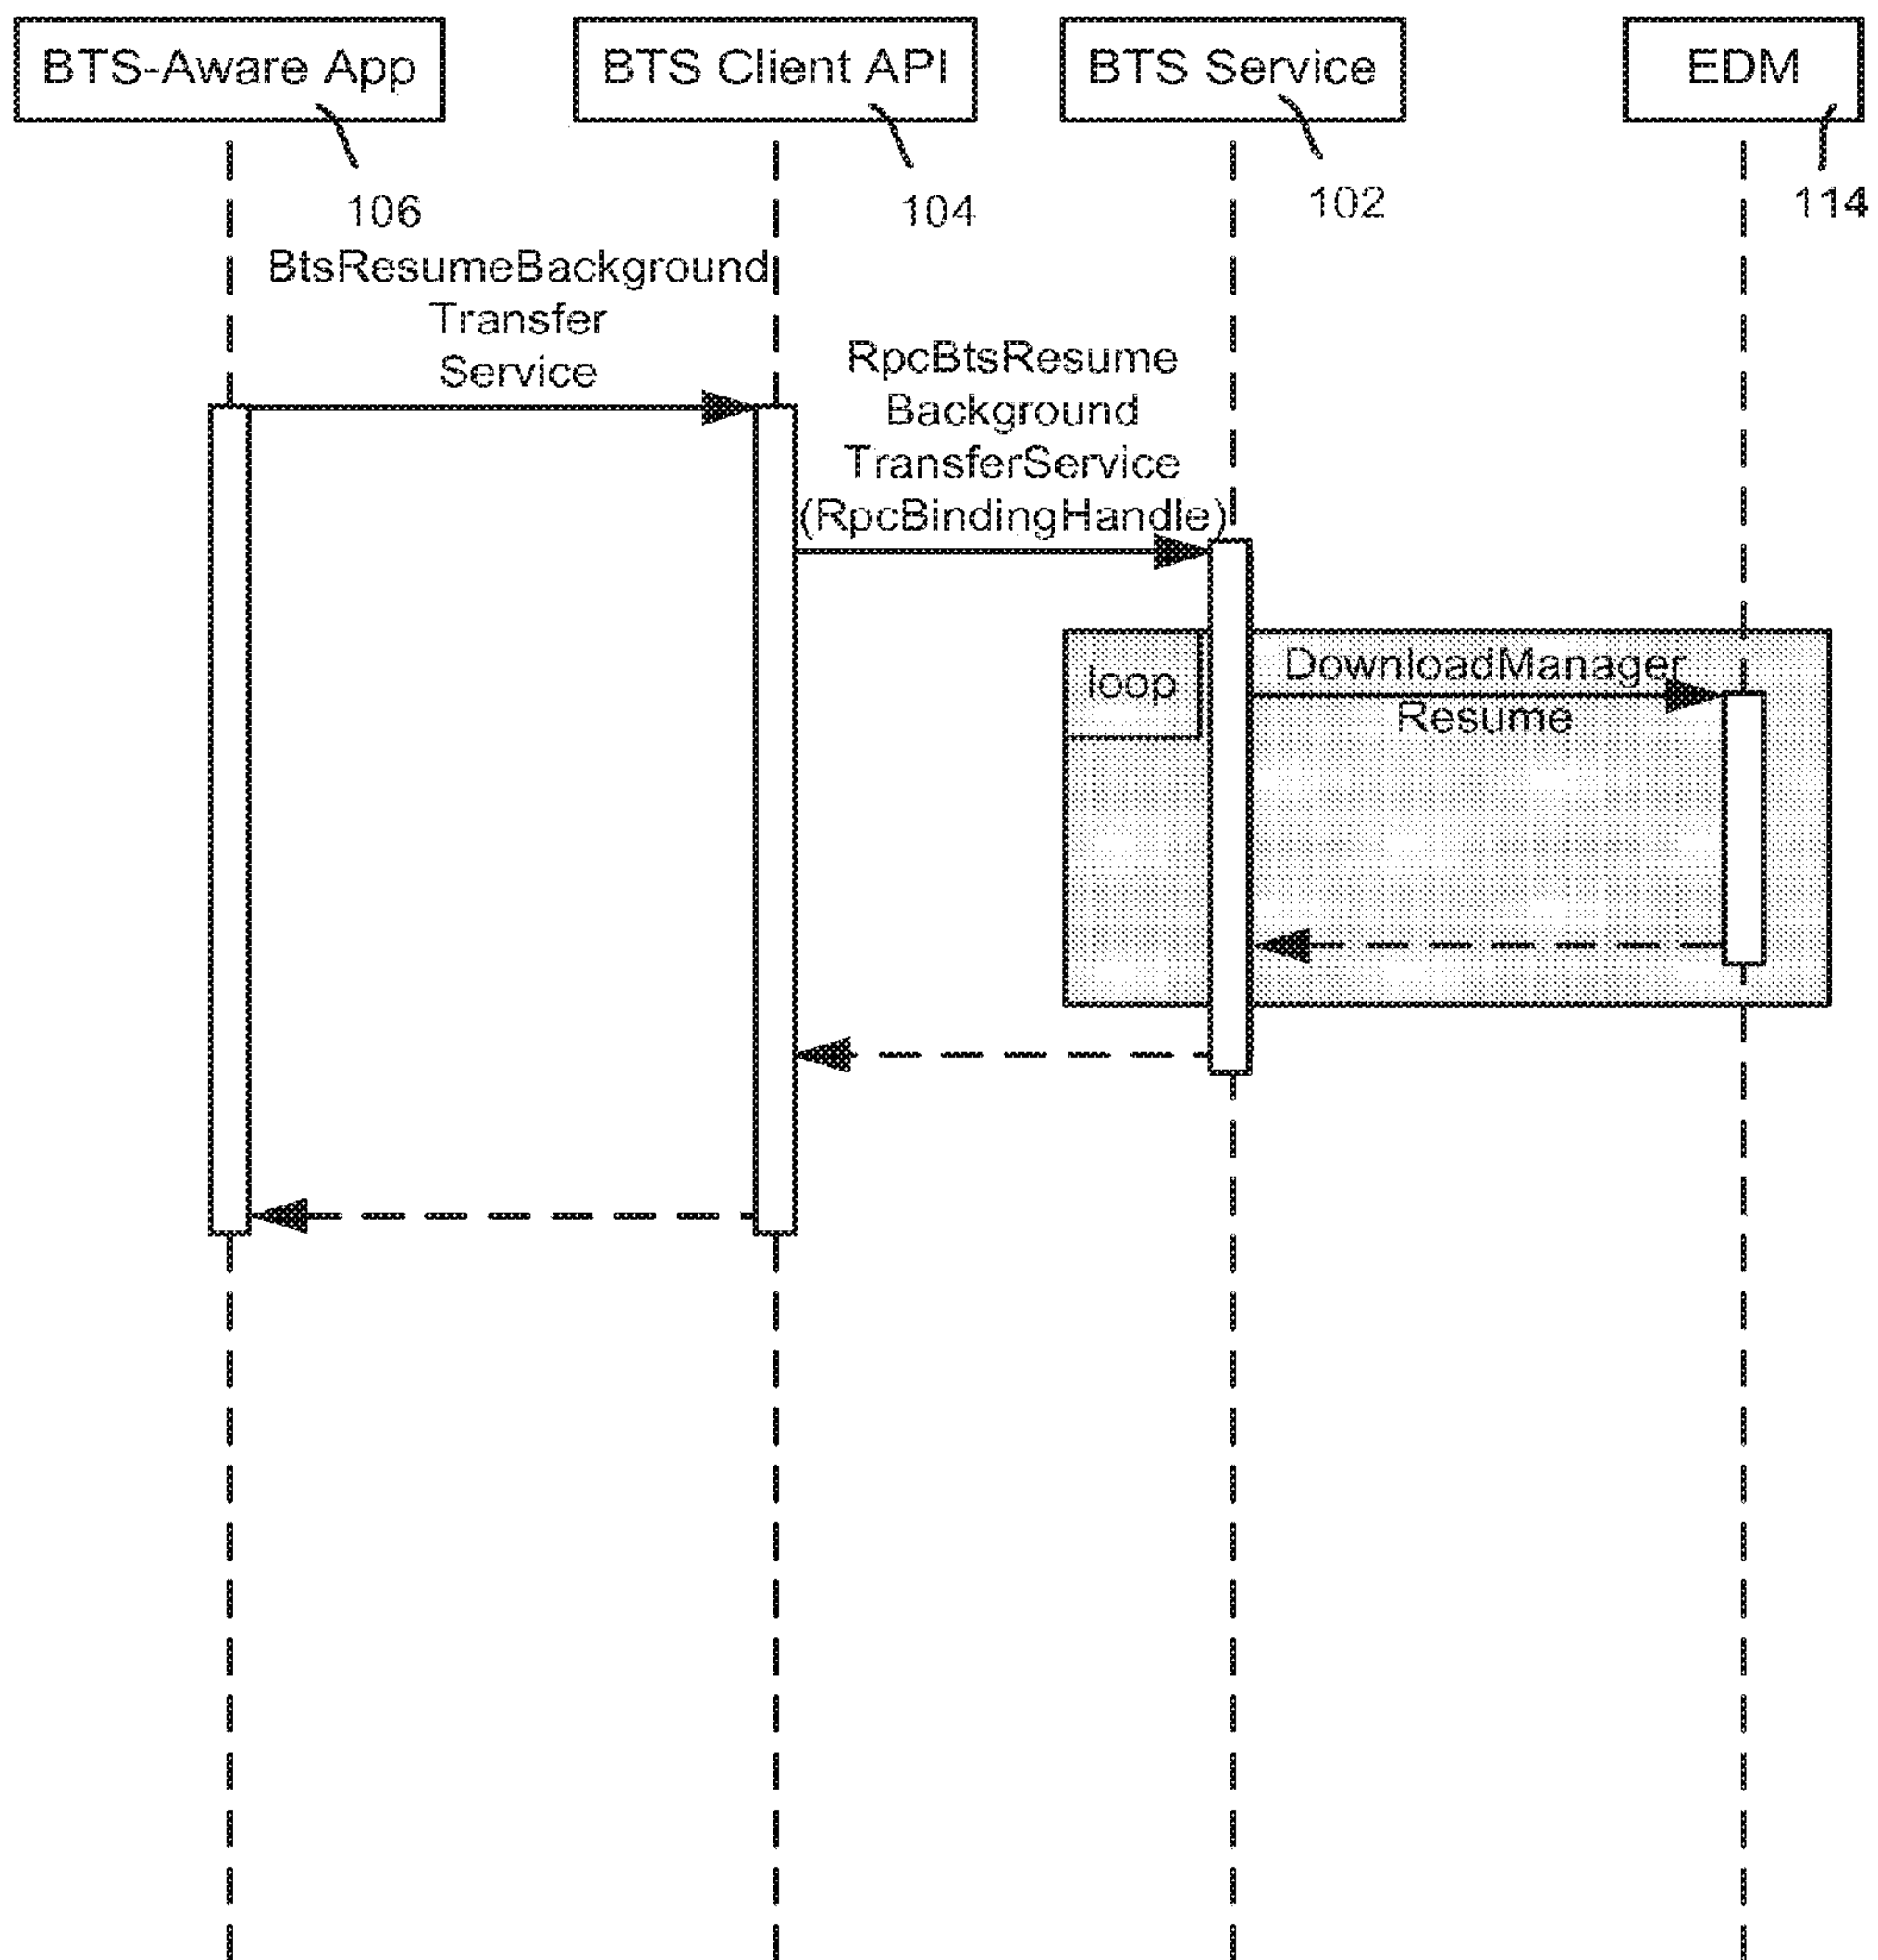 BTS-Aware App
BTS Client API
BTS Service
EDM
106
104
102
114
BtsResumeBackground
Transfer
Service
RpcBtsResume
Background
TransferService
(RpcBindingHandle)
loop
DownloadManager
Resume